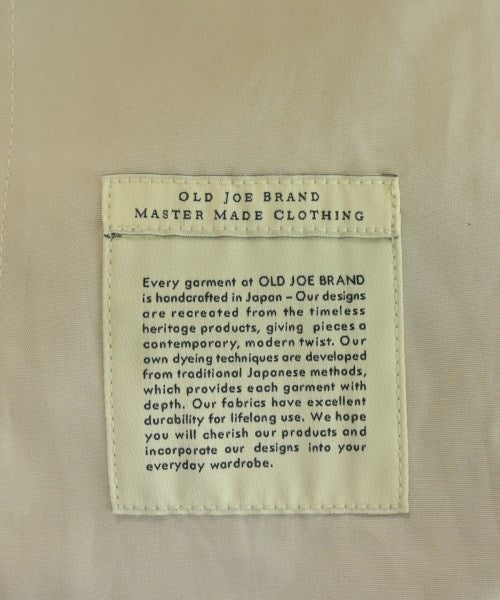 OLD JOE BRAND
MASTER MADE CLOTHING
Every garment at OLD JOE BRAND
is handcrafted in Japan – Our designs
are recreated from the timeless
heritage products, giving pieces a
contemporary, modern twist. Our
own dyeing techniques are developed
from traditional Japanese methods,
which provides each garment with
depth. Our fabrics have excellent
durability for lifelong use. We hope
you will cherish our products and
incorporate our designs into your
everyday wardrobe.